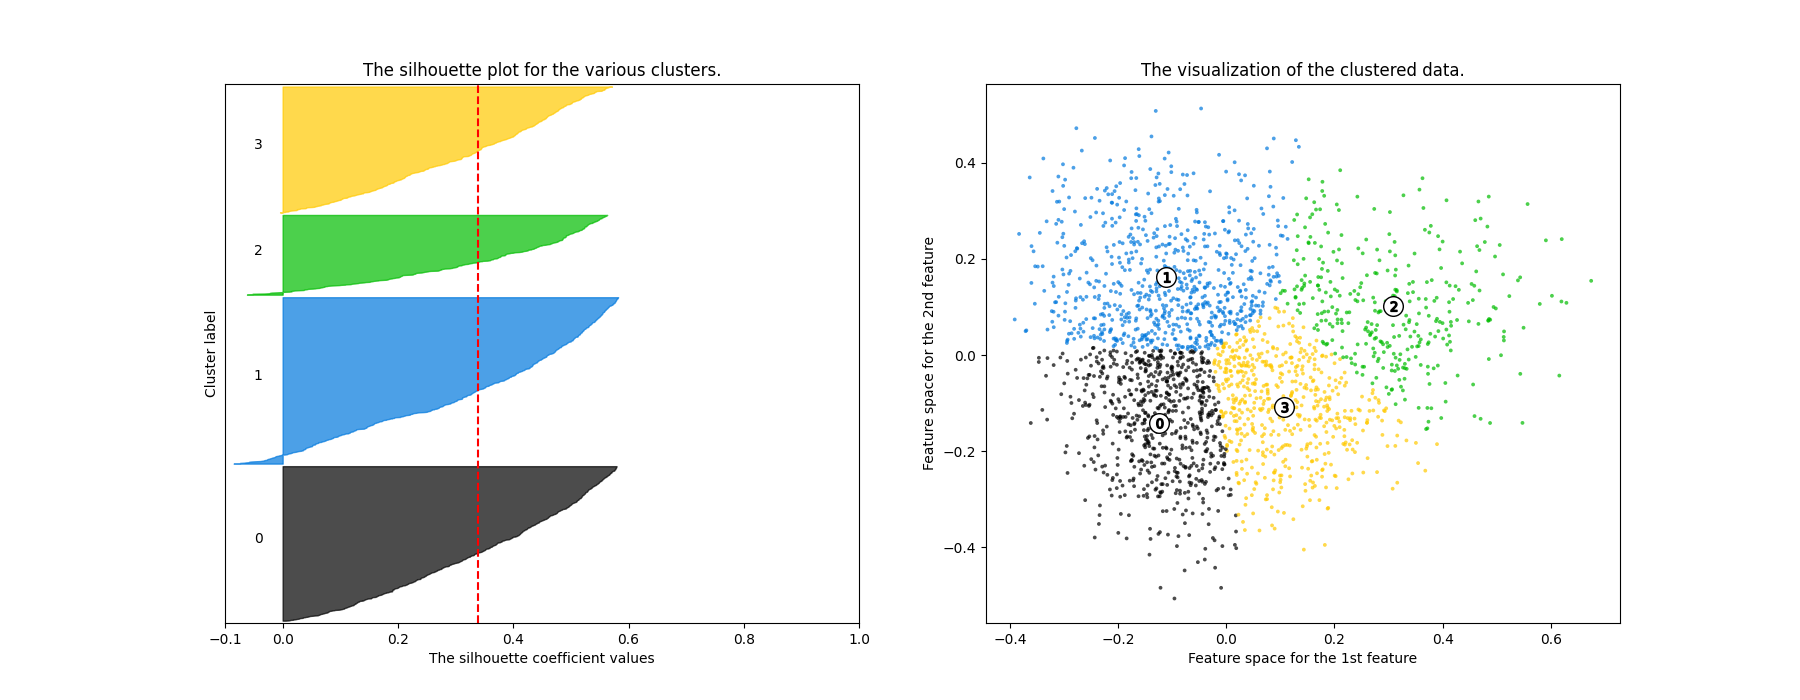 The silhouette plot for the various clusters.
3
2
1
0
Cluster label
−0.1 0.0 0.2 0.4 0.6 0.8 1.0
The silhouette coefficient values
The visualization of the clustered data.
0.4
0.2
0.0
−0.2
−0.4
Feature space for the 2nd feature
1
2
3
0
−0.4 −0.2 0.0 0.2 0.4 0.6
Feature space for the 1st feature